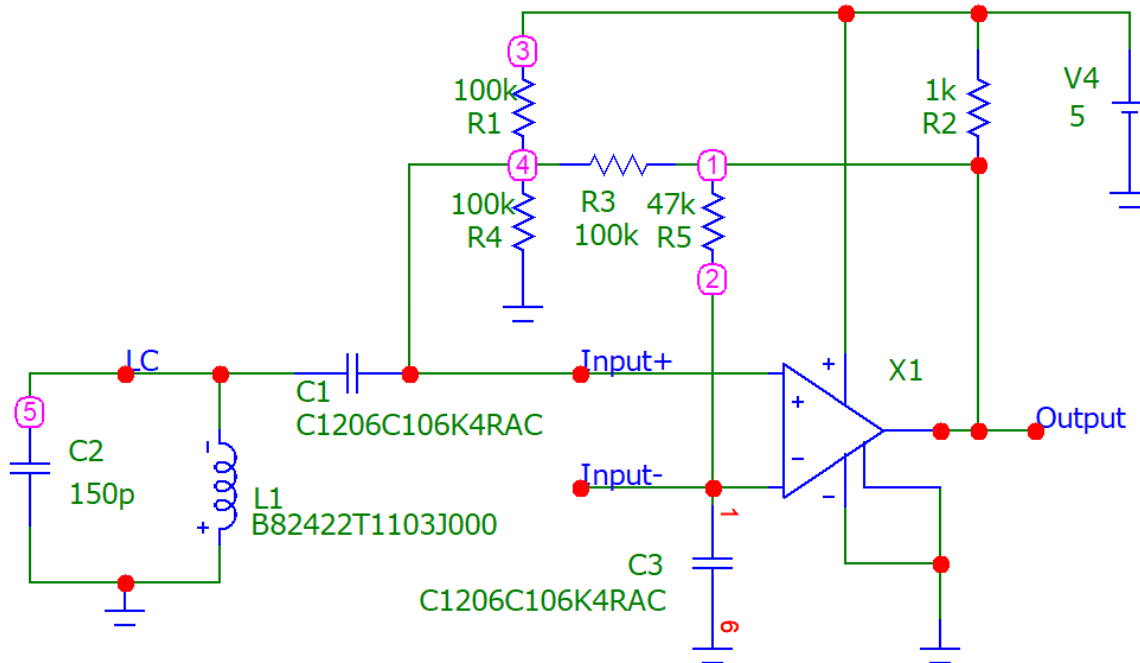 3
100k
R1
1k
R2
V4
5
4
1
100k
R4
R3
100k
47k
R5
2
LC
Input+
X1
C1
C1206C106K4RAC
+
+
5
C2
150p
-
Output
L1
+
B82422T1103J000
Input-
-
-
1
C3
C1206C106K4RAC
6